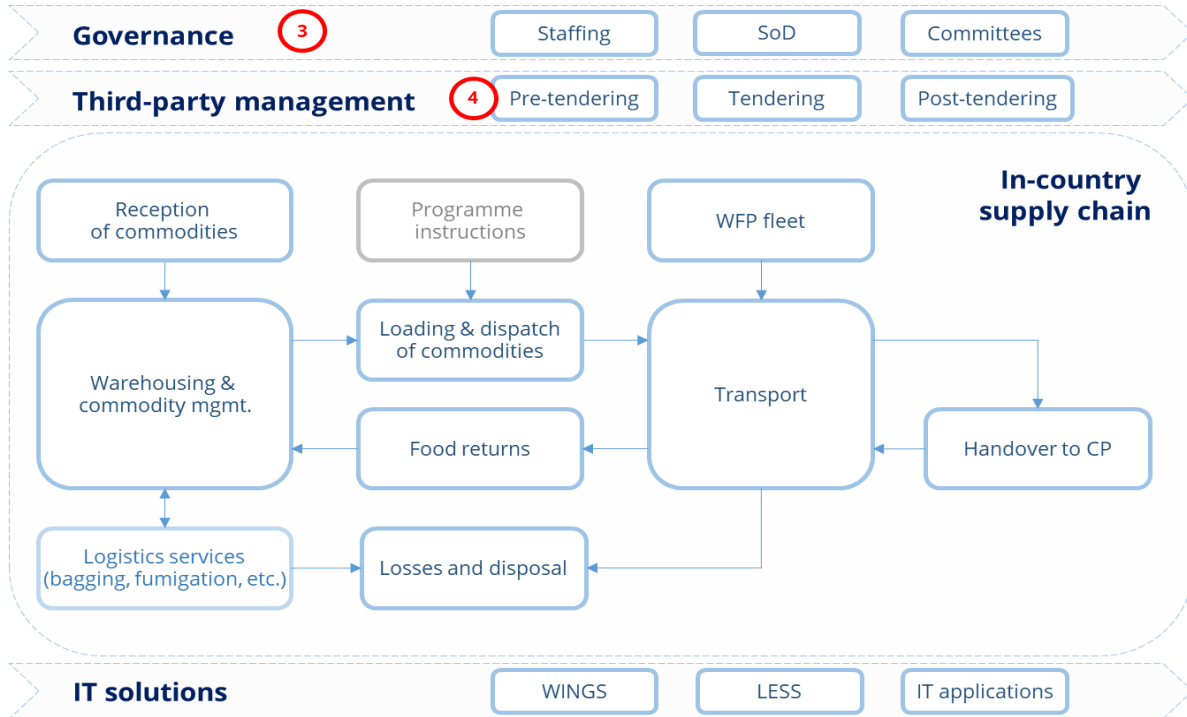 Governance
3
Staffing
SoD
Committees
Third-party management
4
Pre-tendering
Tendering
Post-tendering
In-country
supply chain
Reception
of commodities
Programme
instructions
WFP fleet
Warehousing &
commodity mgmt.
Loading & dispatch
of commodities
Transport
Food returns
Handover to CP
Logistics services
(bagging, fumigation, etc.)
Losses and disposal
IT solutions
WINGS
LESS
IT applications